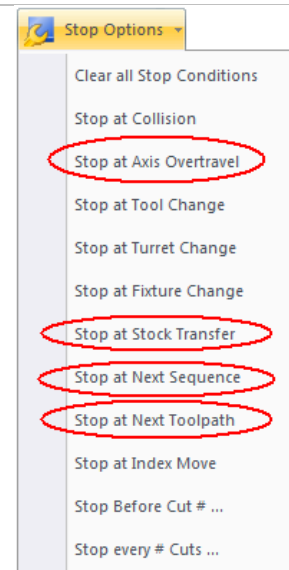 Stop Options
Clear all Stop Conditions
Stop at Collision
Stop at Axis Overtravel
Stop at Tool Change
Stop at Turret Change
Stop at Fixture Change
Stop at Stock Transfer
Stop at Next Sequence
Stop at Next Toolpath
Stop at Index Move
Stop Before Cut # ...
Stop every # Cuts ...